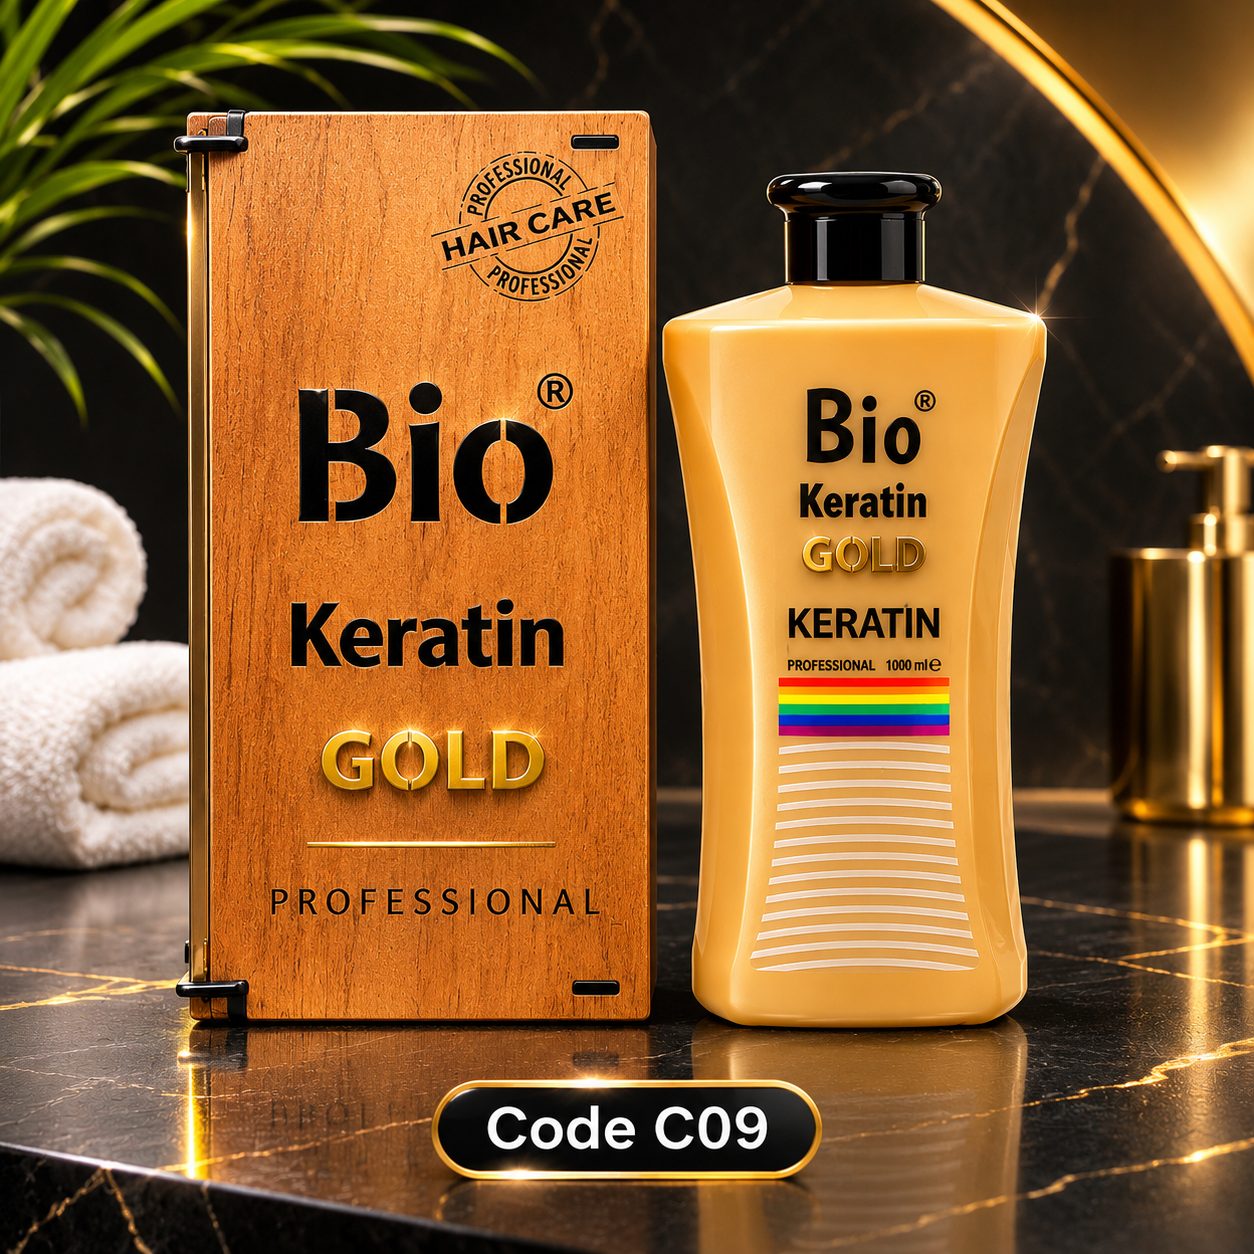 PROFESSIONAL
HAIR CARE
PROFESSIONAL
Bio®
Keratin
GOLD
PROFESSIONAL
Bio®
Keratin
GOLD
KERATIN
PROFESSIONAL 1000 ml℮
Code C09